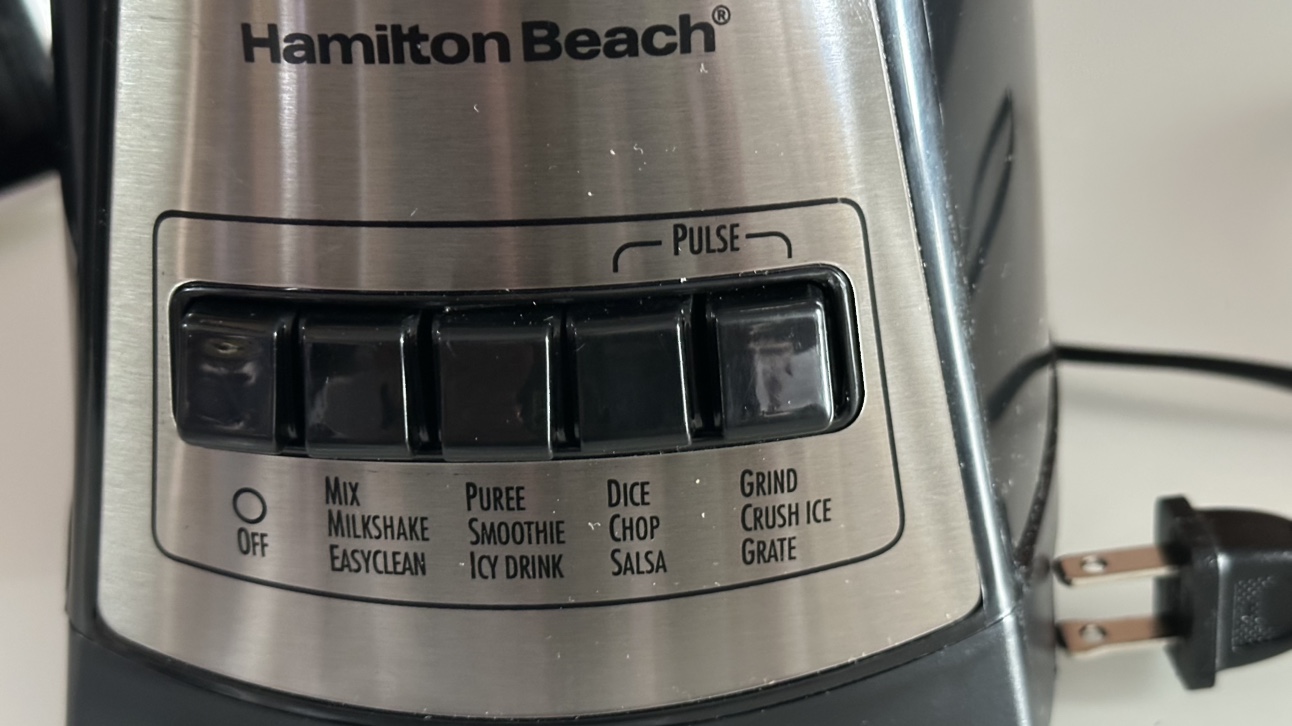 Hamilton Beach®
PULSE
OFF
MIX
MILKSHAKE
EASYCLEAN
PUREE
SMOOTHIE
ICY DRINK
DICE
CHOP
SALSA
GRIND
CRUSH ICE
GRATE